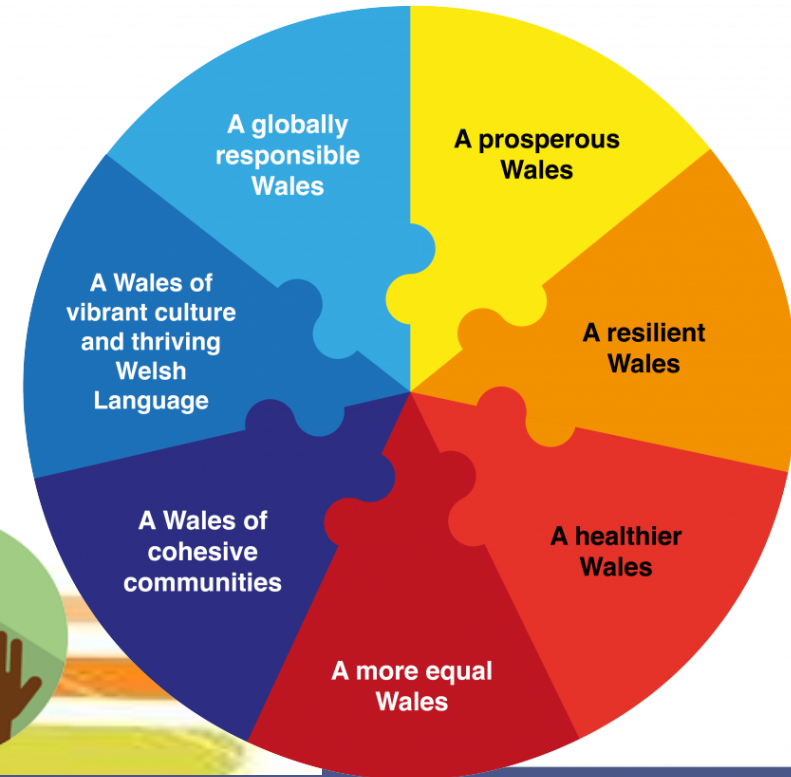 A prosperous
Wales
A resilient
Wales
A healthier
Wales
A more equal
Wales
A Wales of
cohesive
communities
A Wales of
vibrant culture
and thriving
Welsh
Language
A globally
responsible
Wales